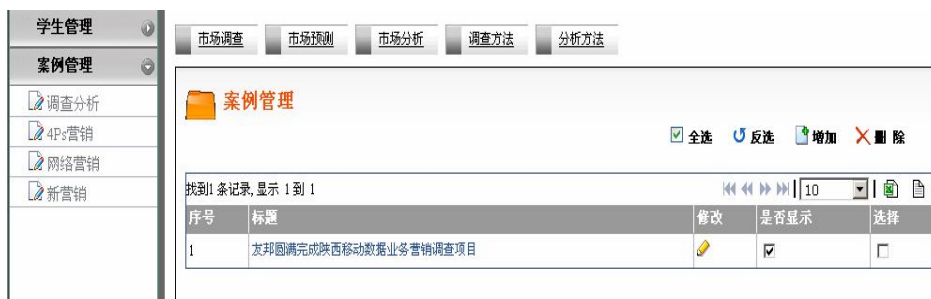 学生管理
案例管理
调查分析
4Ps营销
网络营销
新营销
市场调查 市场预测 市场分析 调查方法 分析方法
案例管理
全选 反选 增加 删 除
找到1 条记录, 显示 1 到 1 10
序号 标题 修改 是否显示 选择
1 友邦圆满完成陕西移动数据业务营销调查项目